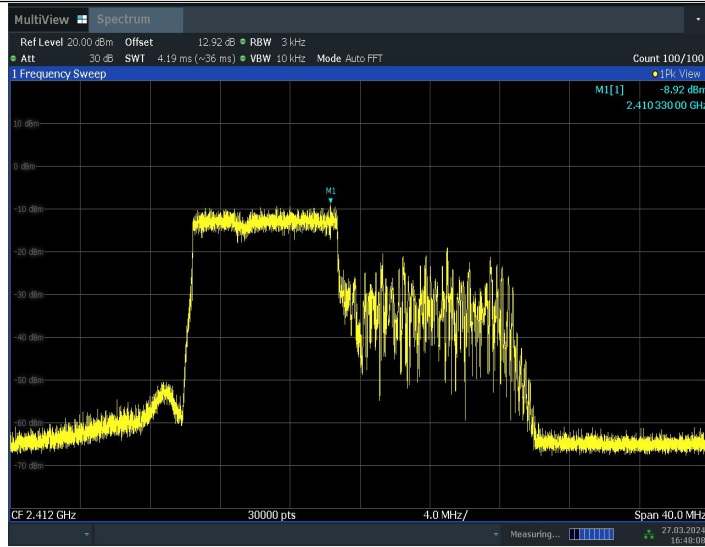 MultiView Spectrum
Ref Level 20.00 dBm Offset 12.92 dB RBW 3 kHz
Att 30 dB SWT 4.19 ms (~36 ms) VBW 10 kHz Mode Auto FFT Count 100/100
1 Frequency Sweep 1Pk View
M1[1] -8.92 dBm
2.410 330 00 GHz
10 dBm
0 dBm
M1
-10 dBm
-20 dBm
-30 dBm
-40 dBm
-50 dBm
-60 dBm
-70 dBm
CF 2.412 GHz 30000 pts 4.0 MHz/ Span 40.0 MHz
Measuring... 27.03.2024
16:48:08